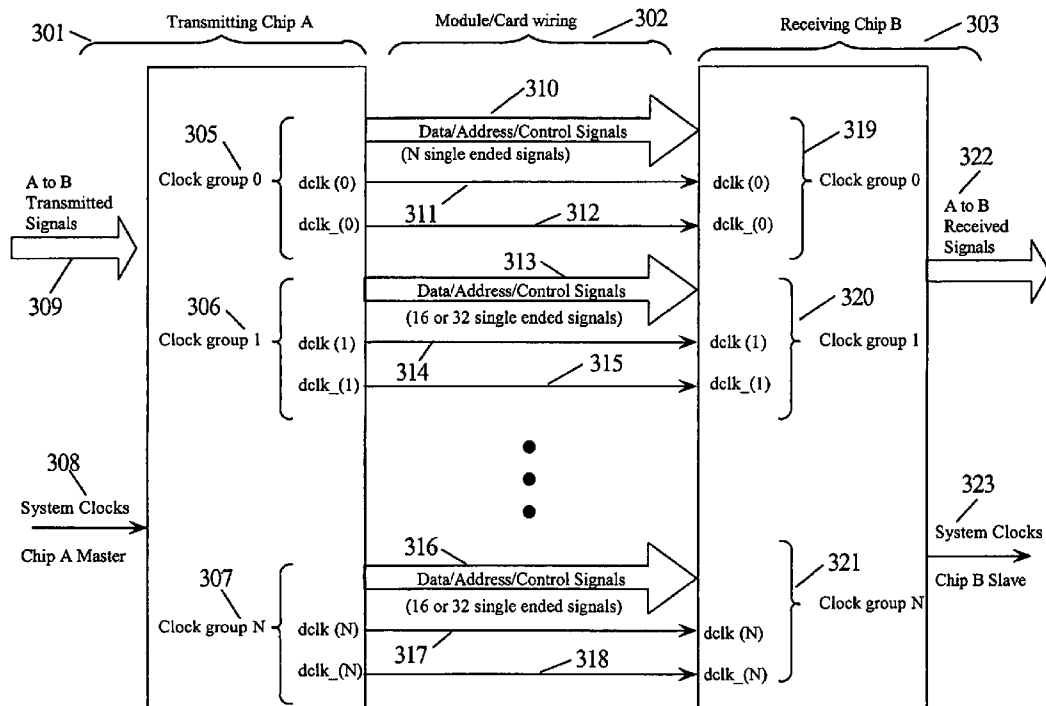 301
Transmitting Chip A
Module/Card wiring
302
Receiving Chip B
303
310
Data/Address/Control Signals
(N single ended signals)
305
Clock group 0
dclk (0)
dclk_(0)
311
312
dclk (0)
dclk_(0)
319
Clock group 0
A to B
Transmitted
Signals
309
322
A to B
Received
Signals
313
Data/Address/Control Signals
(16 or 32 single ended signals)
306
Clock group 1
dclk (1)
dclk_(1)
314
315
dclk (1)
dclk_(1)
320
Clock group 1
308
System Clocks
Chip A Master
323
System Clocks
Chip B Slave
316
Data/Address/Control Signals
(16 or 32 single ended signals)
307
Clock group N
dclk (N)
dclk_(N)
317
318
dclk (N)
dclk_(N)
321
Clock group N